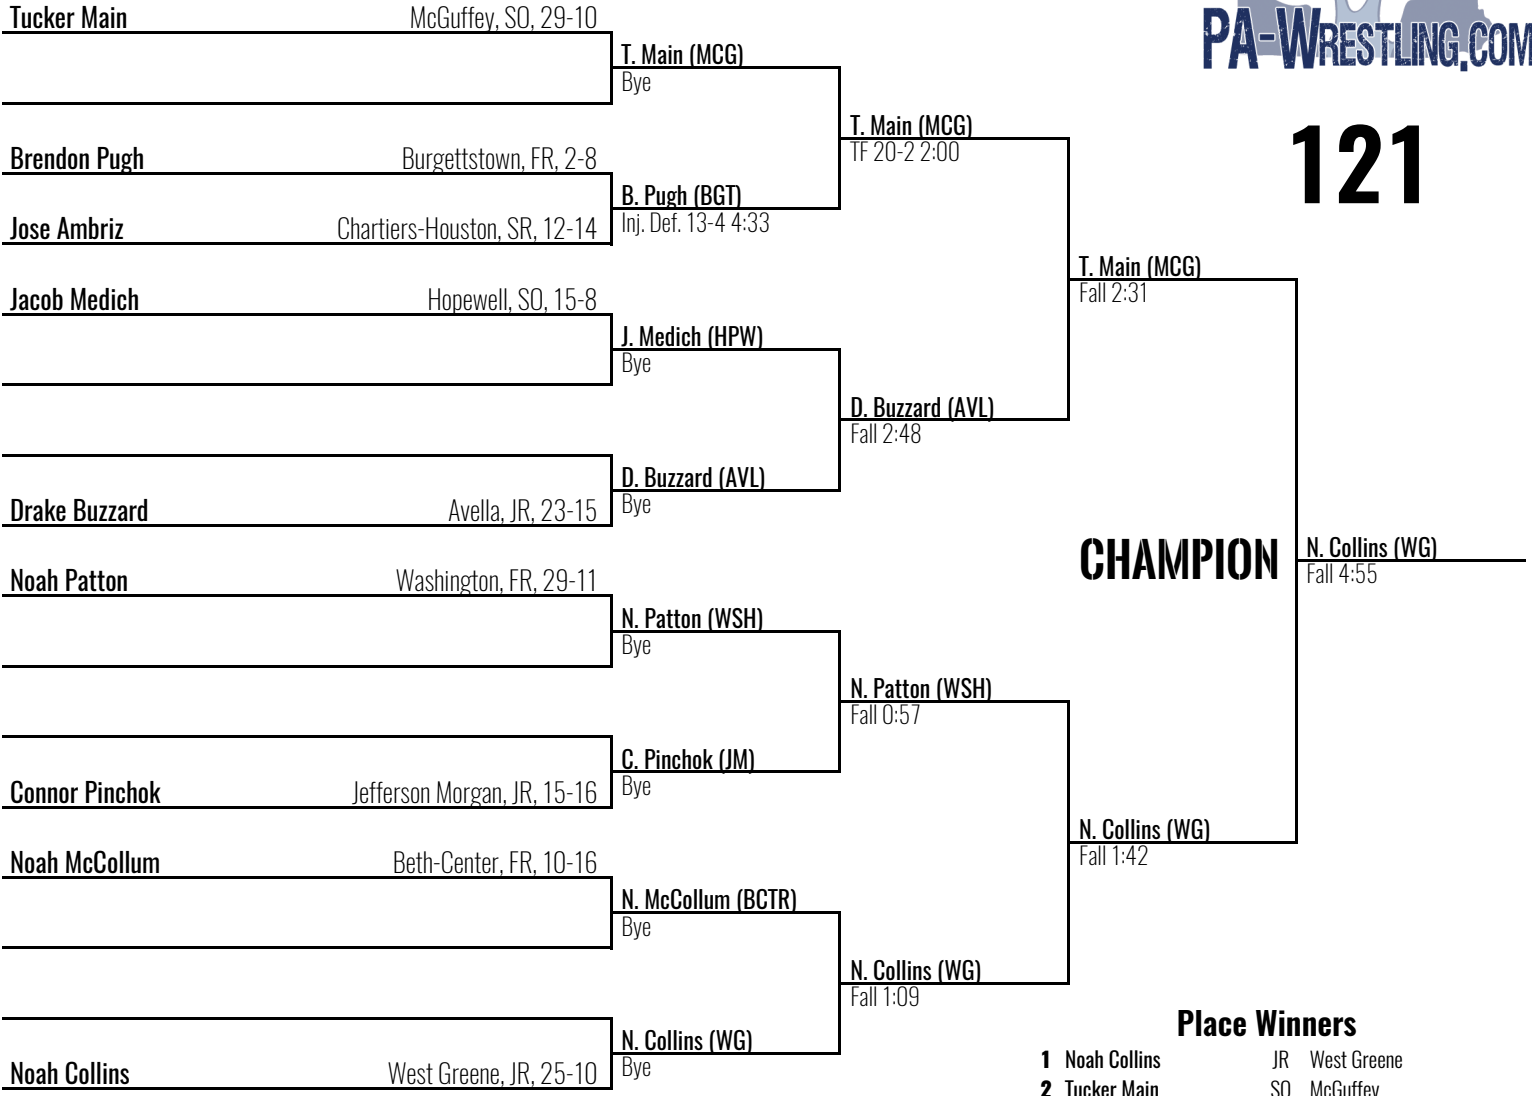 Tucker Main McGuffey, SO, 29-10
PA-WRESTLING.COM
T. Main (MCG)
Bye
T. Main (MCG)
TF 20-2 2:00
121
Brendon Pugh Burgettstown, FR, 2-8
B. Pugh (BGT)
Inj. Def. 13-4 4:33
Jose Ambriz Chartiers-Houston, SR, 12-14
T. Main (MCG)
Fall 2:31
Jacob Medich Hopewell, SO, 15-8
J. Medich (HPW)
Bye
D. Buzzard (AVL)
Fall 2:48
D. Buzzard (AVL)
Bye
Drake Buzzard Avella, JR, 23-15
CHAMPION
N. Collins (WG)
Fall 4:55
Noah Patton Washington, FR, 29-11
N. Patton (WSH)
Bye
N. Patton (WSH)
Fall 0:57
C. Pinchok (JM)
Bye
Connor Pinchok Jefferson Morgan, JR, 15-16
N. Collins (WG)
Fall 1:42
Noah McCollum Beth-Center, FR, 10-16
N. McCollum (BCTR)
Bye
N. Collins (WG)
Fall 1:09
N. Collins (WG)
Bye
Noah Collins West Greene, JR, 25-10
Place Winners
1 Noah Collins JR West Greene
2 Tucker Main SO McGuffey